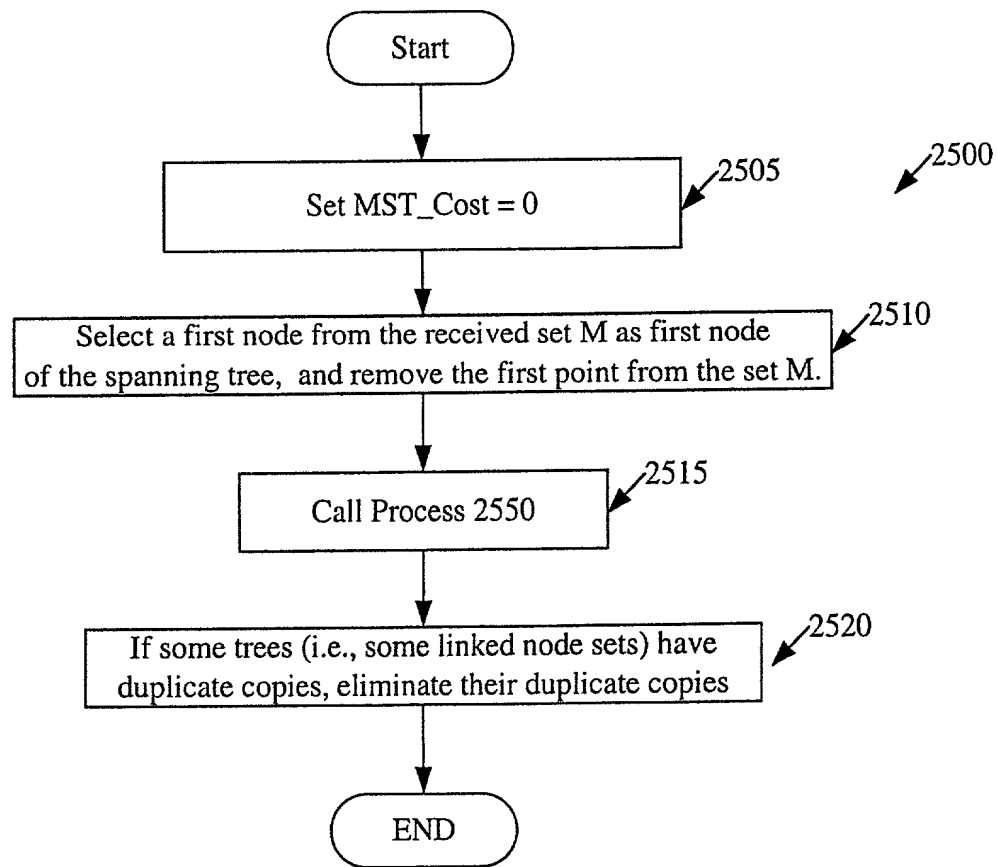 Start
2500
2505
Set MST_Cost = 0
2510
Select a first node from the received set M as first node
of the spanning tree, and remove the first point from the set M.
2515
Call Process 2550
2520
If some trees (i.e., some linked node sets) have
duplicate copies, eliminate their duplicate copies
END